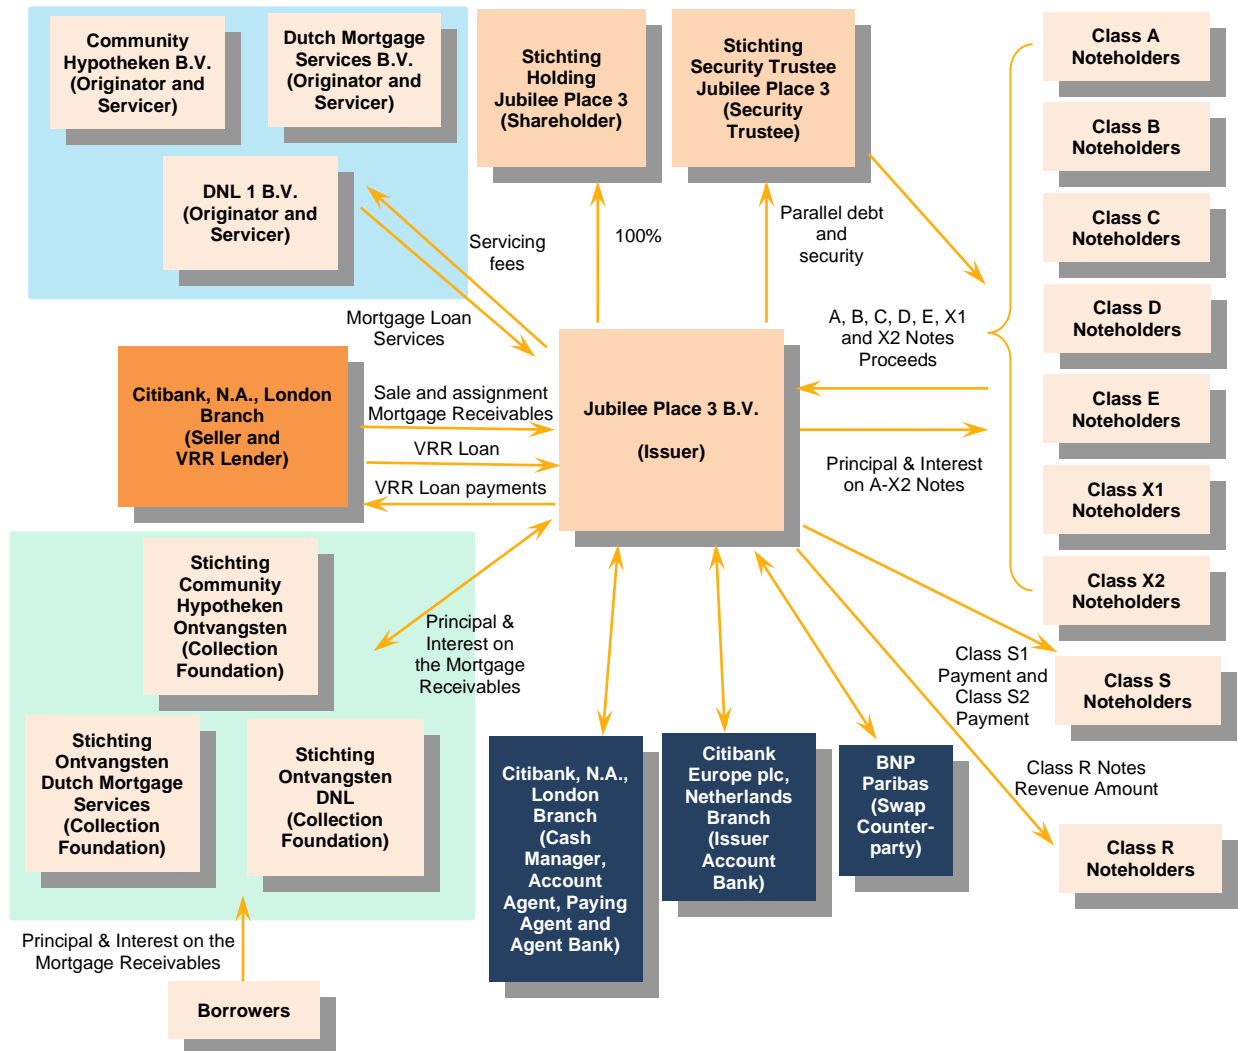 Community
Hypotheken B.V.
(Originator and
Servicer)
Dutch Mortgage
Services B.V.
(Originator and
Servicer)
DNL 1 B.V.
(Originator and
Servicer)
Stichting
Holding
Jubilee Place 3
(Shareholder)
Stichting
Security Trustee
Jubilee Place 3
(Security
Trustee)
Class A
Noteholders
Class B
Noteholders
Class C
Noteholders
Class D
Noteholders
Class E
Noteholders
Class X1
Noteholders
Class X2
Noteholders
Servicing
fees
100%
Parallel debt
and
security
Mortgage Loan
Services
A, B, C, D, E, X1
and X2 Notes
Proceeds
Citibank, N.A., London
Branch
(Seller and
VRR Lender)
Sale and assignment
Mortgage Receivables
VRR Loan
VRR Loan payments
Jubilee Place 3 B.V.
(Issuer)
Principal & Interest
on A-X2 Notes
Stichting
Community
Hypotheken
Ontvangsten
(Collection
Foundation)
Principal &
Interest on
the Mortgage
Receivables
Stichting
Ontvangsten
Dutch Mortgage
Services
(Collection
Foundation)
Stichting
Ontvangsten
DNL
(Collection
Foundation)
Class S1
Payment and
Class S2
Payment
Class S
Noteholders
Citibank, N.A.,
London
Branch
(Cash
Manager,
Account
Agent, Paying
Agent and
Agent Bank)
Citibank
Europe plc,
Netherlands
Branch
(Issuer
Account
Bank)
BNP
Paribas
(Swap
Counter-
party)
Class R Notes
Revenue Amount
Class R
Noteholders
Principal & Interest on the
Mortgage Receivables
Borrowers